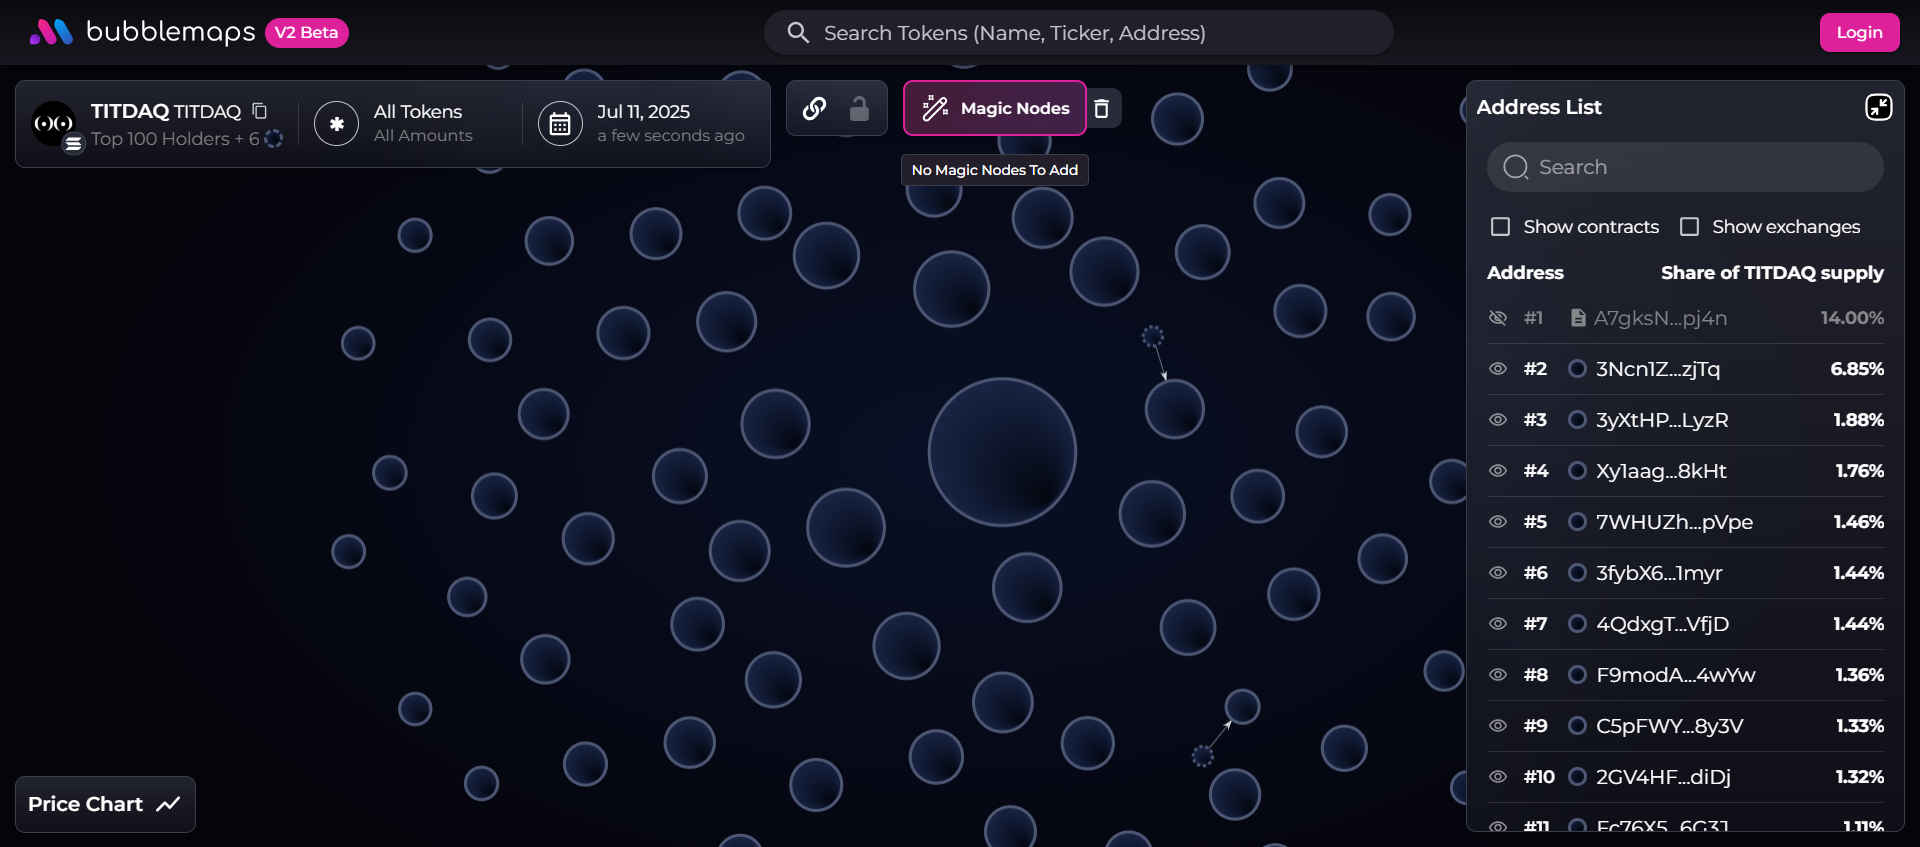 bubblemaps V2 Beta
Search Tokens (Name, Ticker, Address)
Login
TITDAQ TITDAQ
Top 100 Holders + 6
All Tokens
All Amounts
Jul 11, 2025
a few seconds ago
Magic Nodes
No Magic Nodes To Add
Address List
Search
Show contracts Show exchanges
Address Share of TITDAQ supply
#1 A7gksN...pj4n 14.00%
#2 3Ncn1Z...zjTq 6.85%
#3 3yXtHP...LyzR 1.88%
#4 Xy1aag...8kHt 1.76%
#5 7WHUZh...pVpe 1.46%
#6 3fybX6...1myr 1.44%
#7 4QdxgT...VfjD 1.44%
#8 F9modA...4wYw 1.36%
#9 C5pFWY...8y3V 1.33%
#10 2GV4HF...diDj 1.32%
#11 1.11%
Price Chart